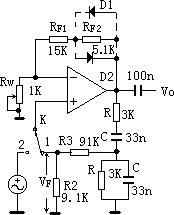 D1
RF1
RF2
15K
5.1K
D2
100n
RW
1K
Vo
K
R
3K
C
33n
2
1
R3
91K
VF
R2
9.1K
R
3K
C
33n